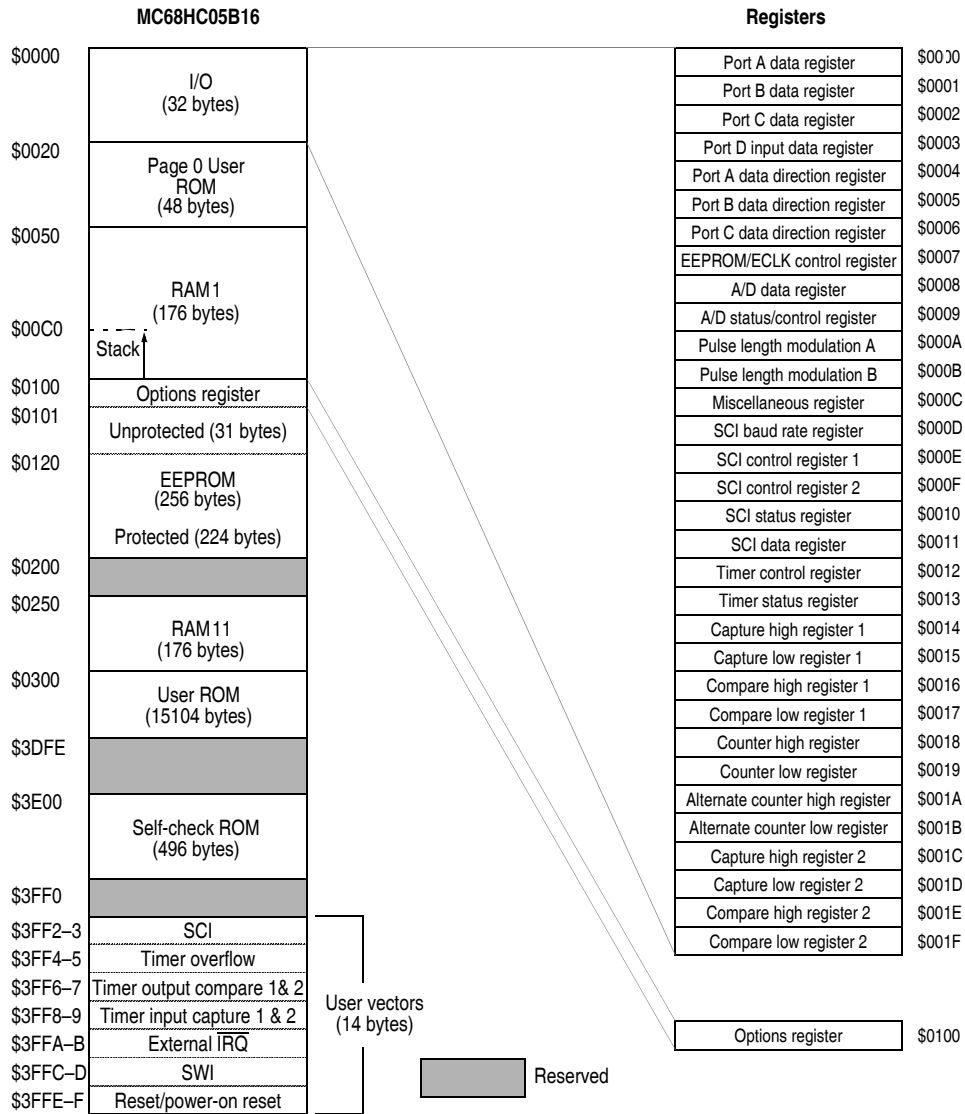 MC68HC05B16
Registers
$0000
I/O
(32 bytes)
$0020
Page 0 User
ROM
(48 bytes)
$0050
RAM1
(176 bytes)
$00C0
Stack
$0100
Options register
$0101
Unprotected (31 bytes)
$0120
EEPROM
(256 bytes)
Protected (224 bytes)
$0200
$0250
RAM11
(176 bytes)
$0300
User ROM
(15104 bytes)
$3DFE
$3E00
Self-check ROM
(496 bytes)
$3FF0
$3FF2–3 SCI
$3FF4–5 Timer overflow
$3FF6–7 Timer output compare 1& 2
$3FF8–9 Timer input capture 1 & 2
$3FFA–B External IRQ
$3FFC–D SWI
$3FFE–F Reset/power-on reset
User vectors
(14 bytes)
Reserved
Port A data register $0000
Port B data register $0001
Port C data register $0002
Port D input data register $0003
Port A data direction register $0004
Port B data direction register $0005
Port C data direction register $0006
EEPROM/ECLK control register $0007
A/D data register $0008
A/D status/control register $0009
Pulse length modulation A $000A
Pulse length modulation B $000B
Miscellaneous register $000C
SCI baud rate register $000D
SCI control register 1 $000E
SCI control register 2 $000F
SCI status register $0010
SCI data register $0011
Timer control register $0012
Timer status register $0013
Capture high register 1 $0014
Capture low register 1 $0015
Compare high register 1 $0016
Compare low register 1 $0017
Counter high register $0018
Counter low register $0019
Alternate counter high register $001A
Alternate counter low register $001B
Capture high register 2 $001C
Capture low register 2 $001D
Compare high register 2 $001E
Compare low register 2 $001F
Options register $0100